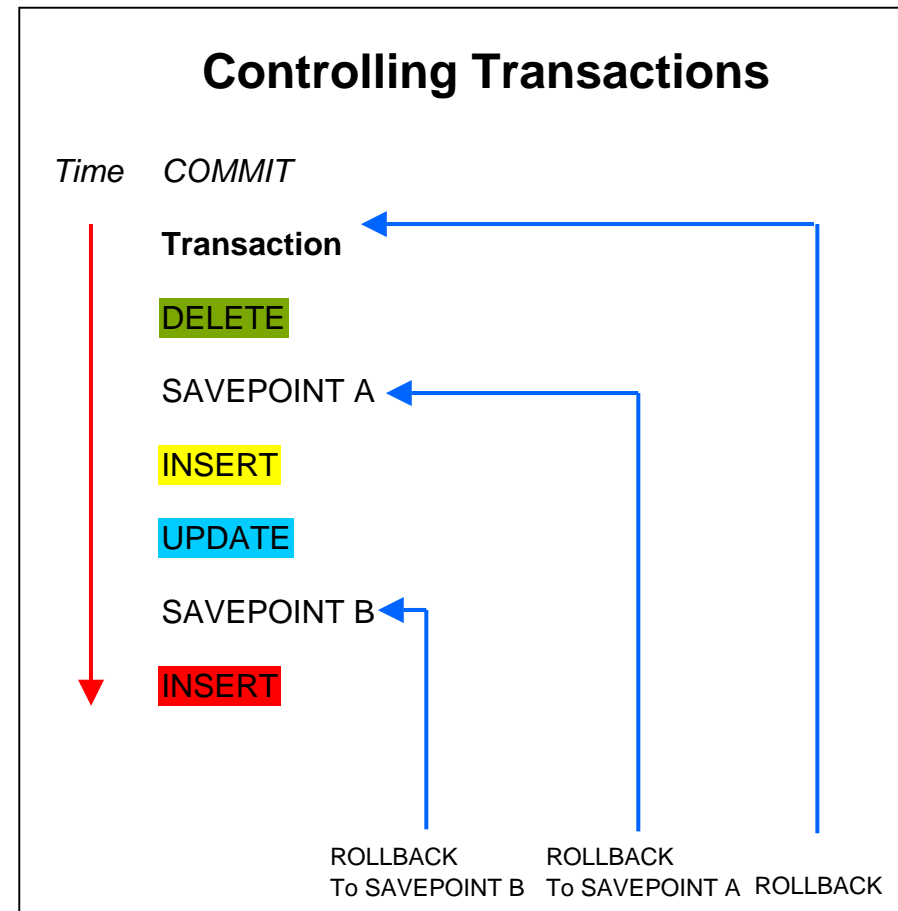 Controlling Transactions
Time COMMIT
Transaction
DELETE
SAVEPOINT A
INSERT
UPDATE
SAVEPOINT B
INSERT
ROLLBACK
To SAVEPOINT B
ROLLBACK
To SAVEPOINT A
ROLLBACK